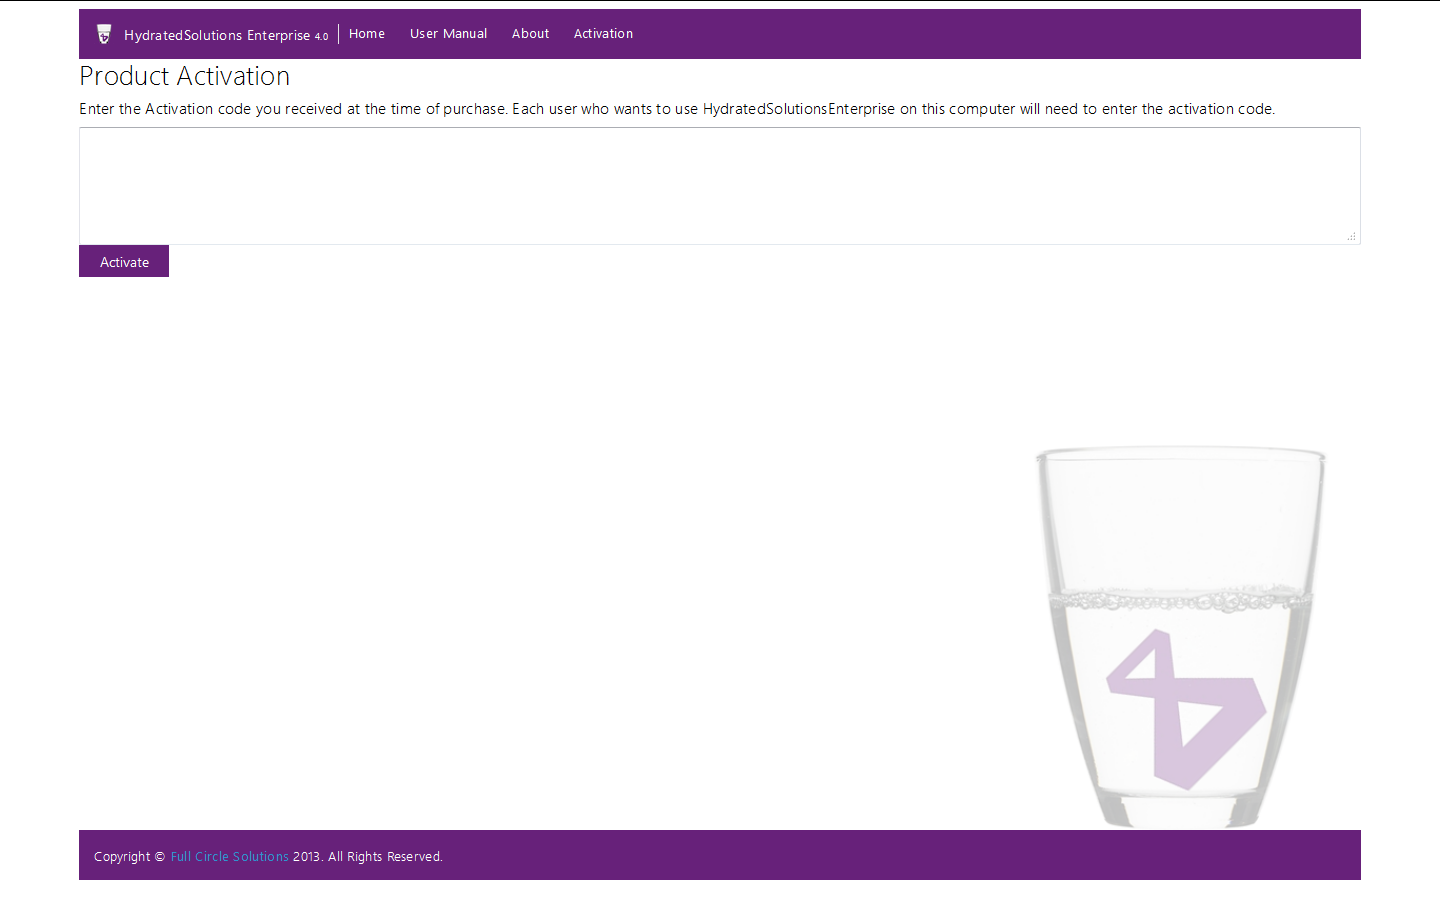 HydratedSolutions Enterprise 4.0 Home User Manual About Activation
Product Activation
Enter the Activation code you received at the time of purchase. Each user who wants to use HydratedSolutionsEnterprise on this computer will need to enter the activation code.
Activate
Copyright © Full Circle Solutions 2013. All Rights Reserved.